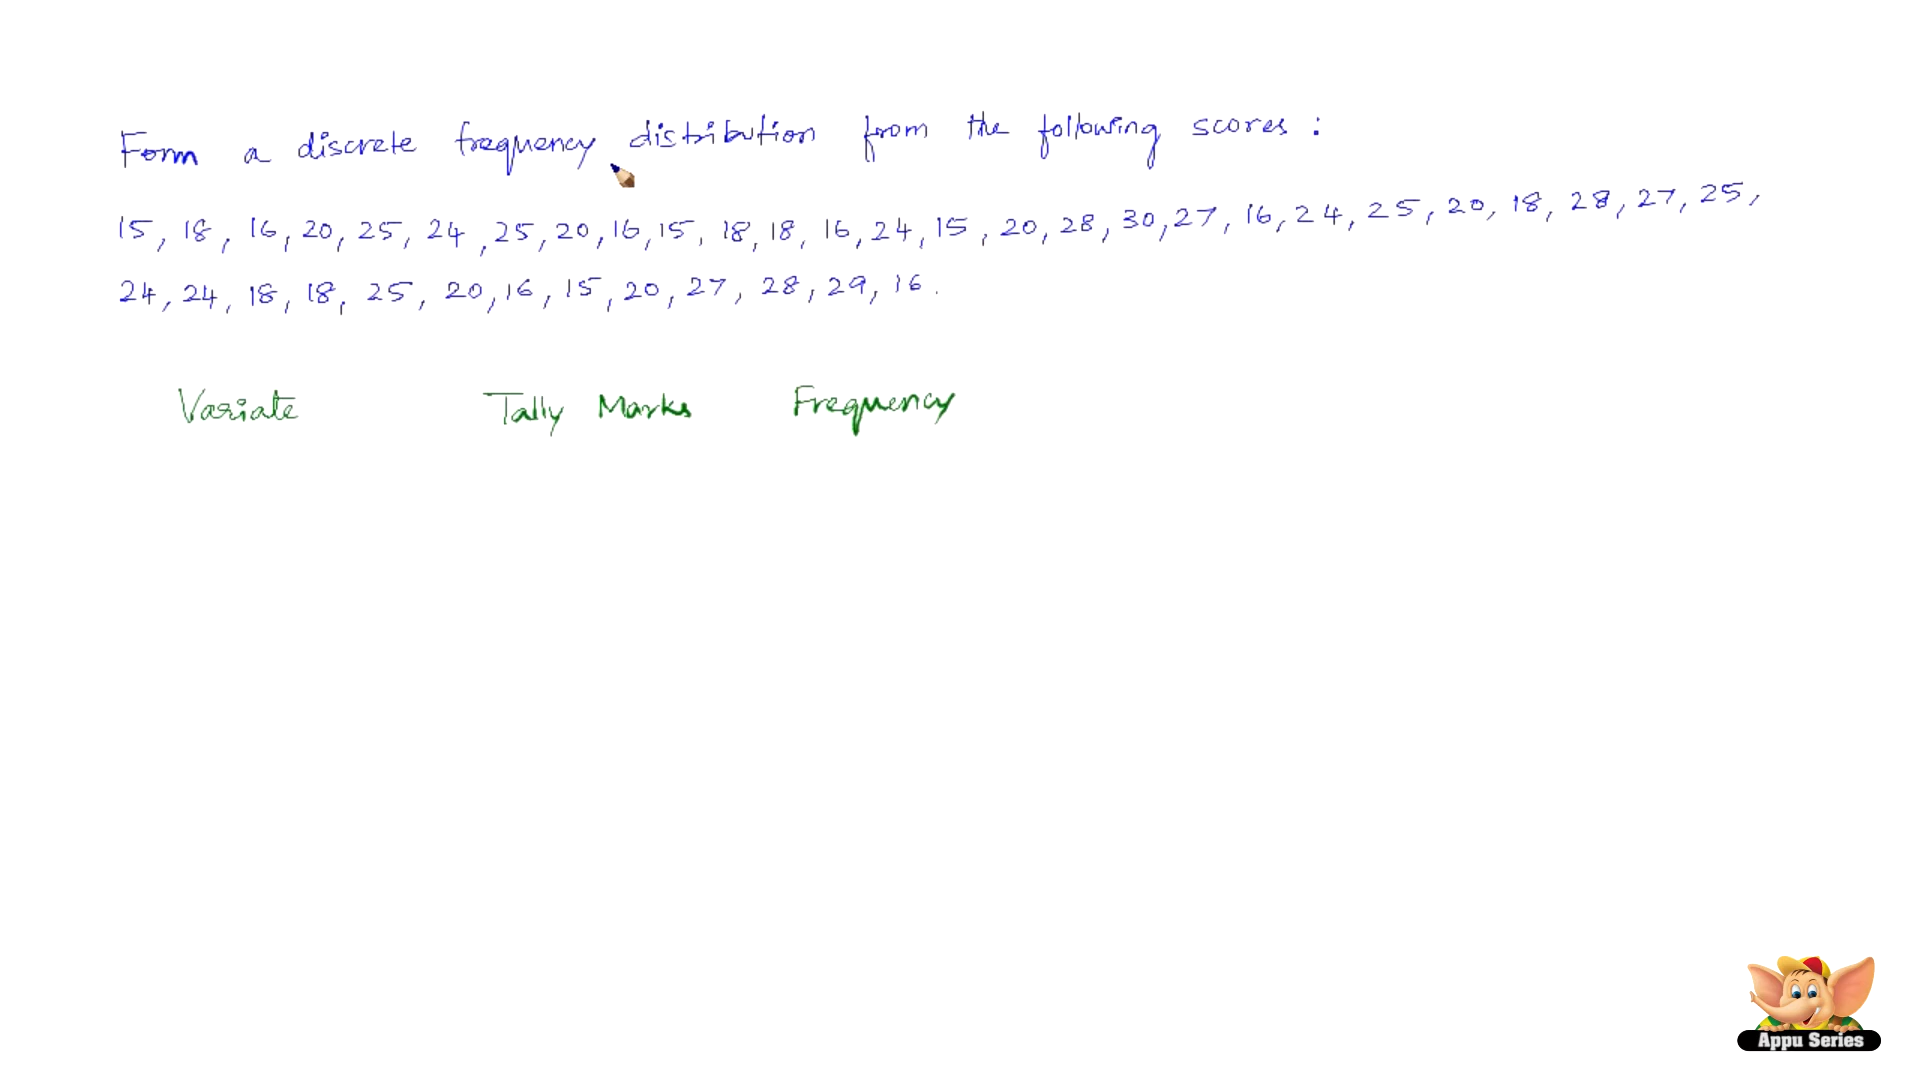 Form a discrete frequency distribution from the following scores :
15, 18, 16, 20, 25, 24, 25, 20, 16, 15, 18, 18, 16, 24, 15, 20, 28, 30, 27, 16, 24, 25, 20, 18, 28, 27, 25,
24, 24, 18, 18, 25, 20, 16, 15, 20, 27, 28, 29, 16.
Variate Tally Marks Frequency
Appu Series